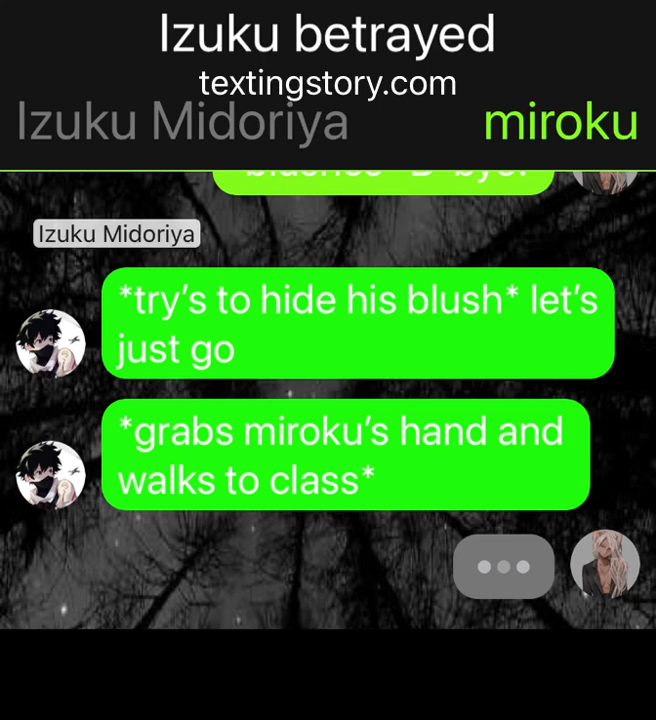 Izuku betrayed
textingstory.com
Izuku Midoriya miroku
Izuku Midoriya
*try's to hide his blush* let's
just go
*grabs miroku's hand and
walks to class*